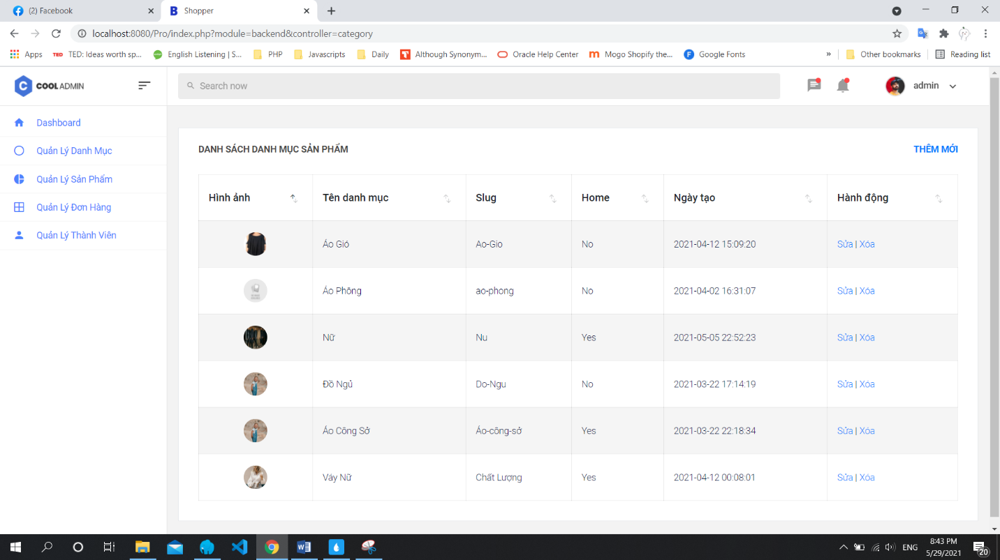 (2) Facebook
Shopper
localhost:8080/Pro/index.php?module=backend&controller=category
Apps
TED TED: Ideas worth sp...
English Listening | S...
PHP
Javascripts
Daily
Although Synonym...
Oracle Help Center
Mogo Shopify the...
F Google Fonts
»
Other bookmarks
Reading list
C COOL ADMIN
Search now
admin
Dashboard
Quản Lý Danh Mục
Quản Lý Sản Phẩm
Quản Lý Đơn Hàng
Quản Lý Thành Viên
DANH SÁCH DANH MỤC SẢN PHẨM THÊM MỚI
Hình ảnh Tên danh mục Slug Home Ngày tạo Hành động
Áo Gió Ao-Gio No 2021-04-12 15:09:20 Sửa | Xóa
Áo Phông ao-phong No 2021-04-02 16:31:07 Sửa | Xóa
Nữ Nu Yes 2021-05-05 22:52:23 Sửa | Xóa
Đồ Ngủ Do-Ngu No 2021-03-22 17:14:19 Sửa | Xóa
Áo Công Sở Áo-công-sở Yes 2021-03-22 22:18:34 Sửa | Xóa
Váy Nữ Chất Lượng Yes 2021-04-12 00:08:01 Sửa | Xóa
ENG
8:43 PM
5/29/2021
20